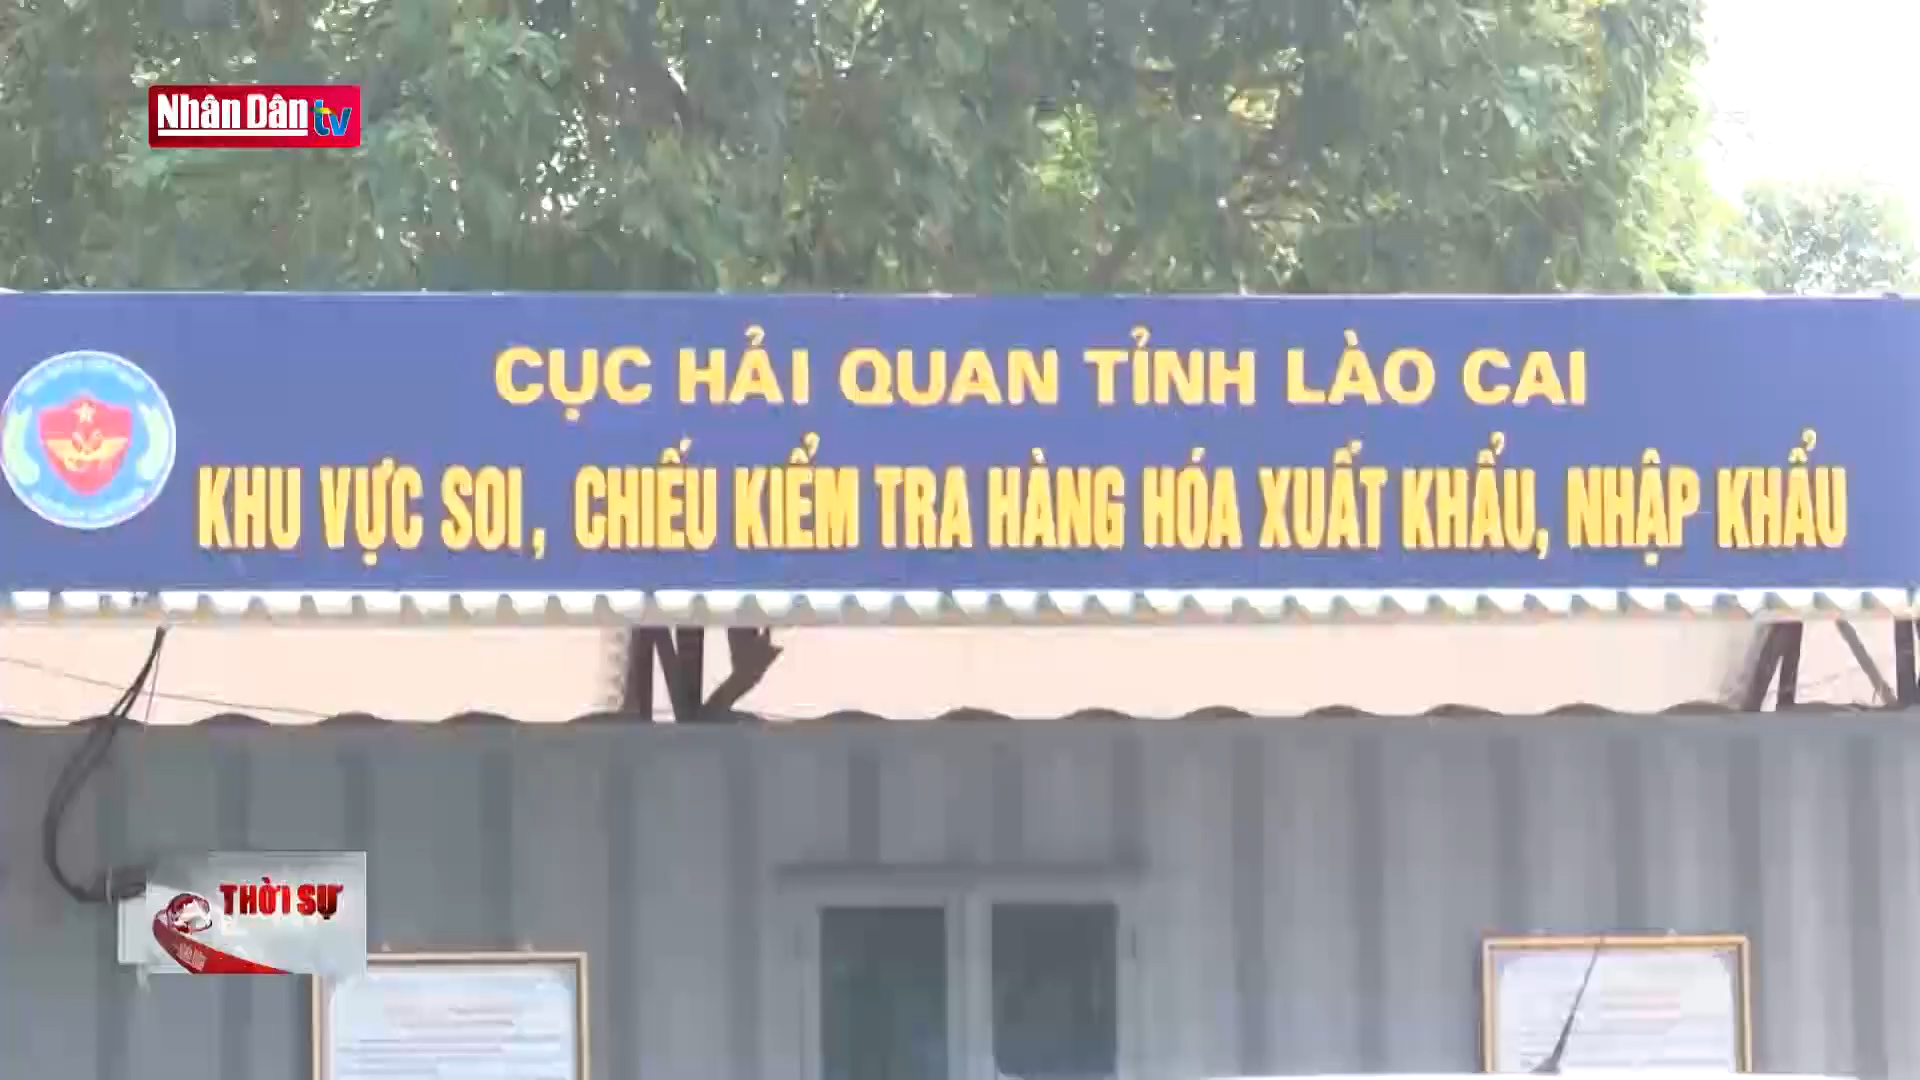 Nhân Dân tv
CỤC HẢI QUAN TỈNH LÀO CAI
KHU VỰC SOI, CHIẾU KIỂM TRA HÀNG HÓA XUẤT KHẨU, NHẬP KHẨU
THỜI SỰ